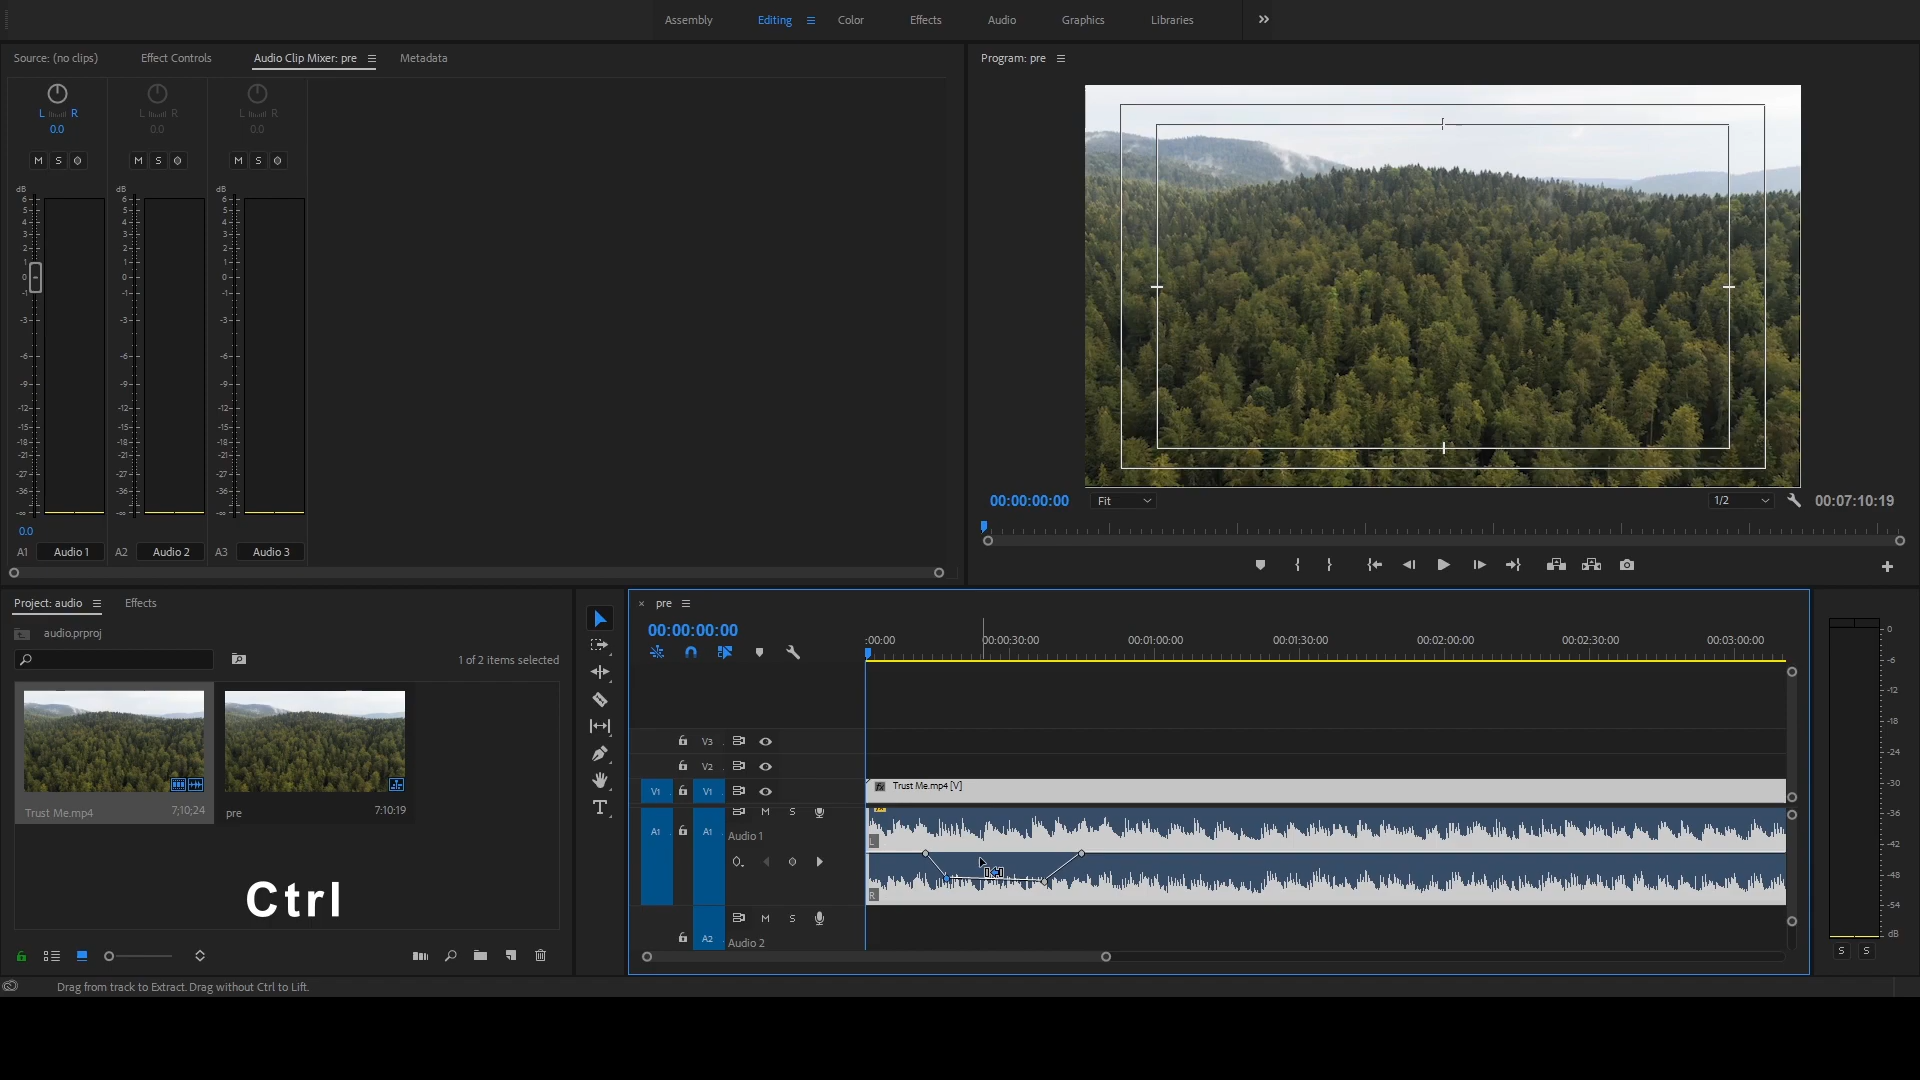 Assembly Editing Color Effects Audio Graphics Libraries
Source: (no clips) Effect Controls Audio Clip Mixer: pre Metadata
Program: pre
L R L R L R
0.0 0.0 0.0
M S M S M S
dB dB dB
6 6 6
5 5 5
4 4 4
3 3 3
2 2 2
1 1 1
0 0 0
-1 -1 -1
-3 -3 -3
-6 -6 -6
-9 -9 -9
-12 -12 -12
-15 -15 -15
-18 -18 -18
-21 -21 -21
-27 -27 -27
-36 -36 -36
-∞ -∞ -∞
0.0
A1 Audio 1 A2 Audio 2 A3 Audio 3
00:00:00:00 Fit 1/2 00:07:10:19
Project: audio Effects
audio.prproj
1 of 2 items selected
Trust Me.mp4 7;10;24
pre 7:10:19
Ctrl
pre
00:00:00:00
:00:00 00:00:30:00 00:01:00:00 00:01:30:00 00:02:00:00 00:02:30:00 00:03:00:00
V3
V2
V1 V1
fx Trust Me.mp4 [V]
M S
A1 A1 Audio 1
L
R
M S
A2 Audio 2
0
-6
-12
-18
-24
-30
-36
-42
-48
-54
dB
S S
Drag from track to Extract. Drag without Ctrl to Lift.